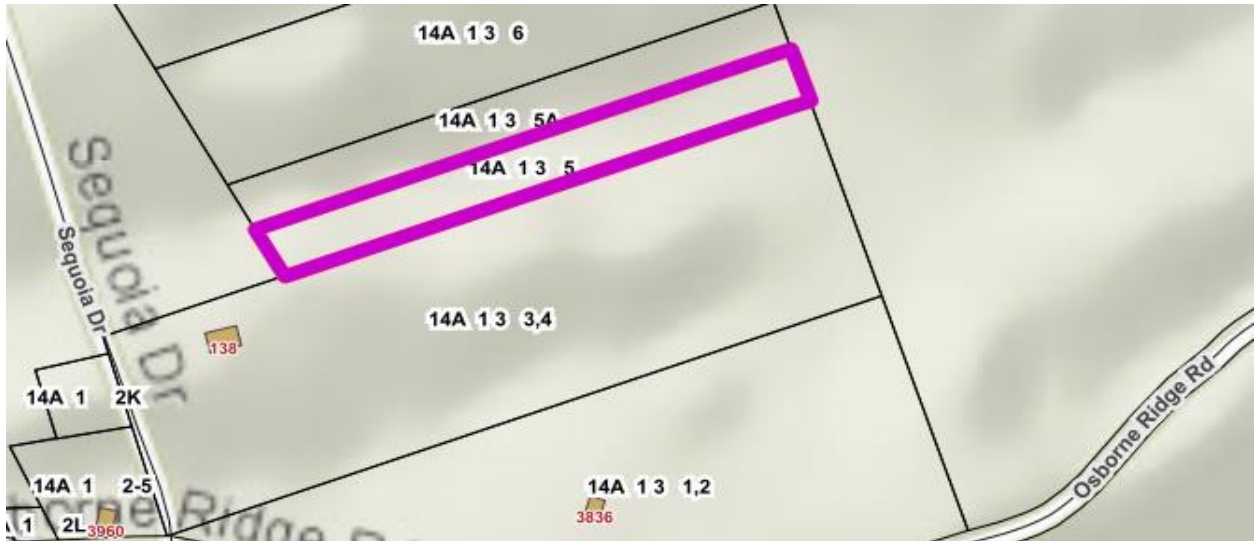 14A 1 3 6
14A 1 3 5A
14A 1 3 5
Sequoia Dr
Sequoia Dr
14A 1 3 3,4
138
14A 1 2K
Osborne Ridge Rd
14A 1 2-5
14A 1 3 1,2
Ridge
1 2L
3960
3836